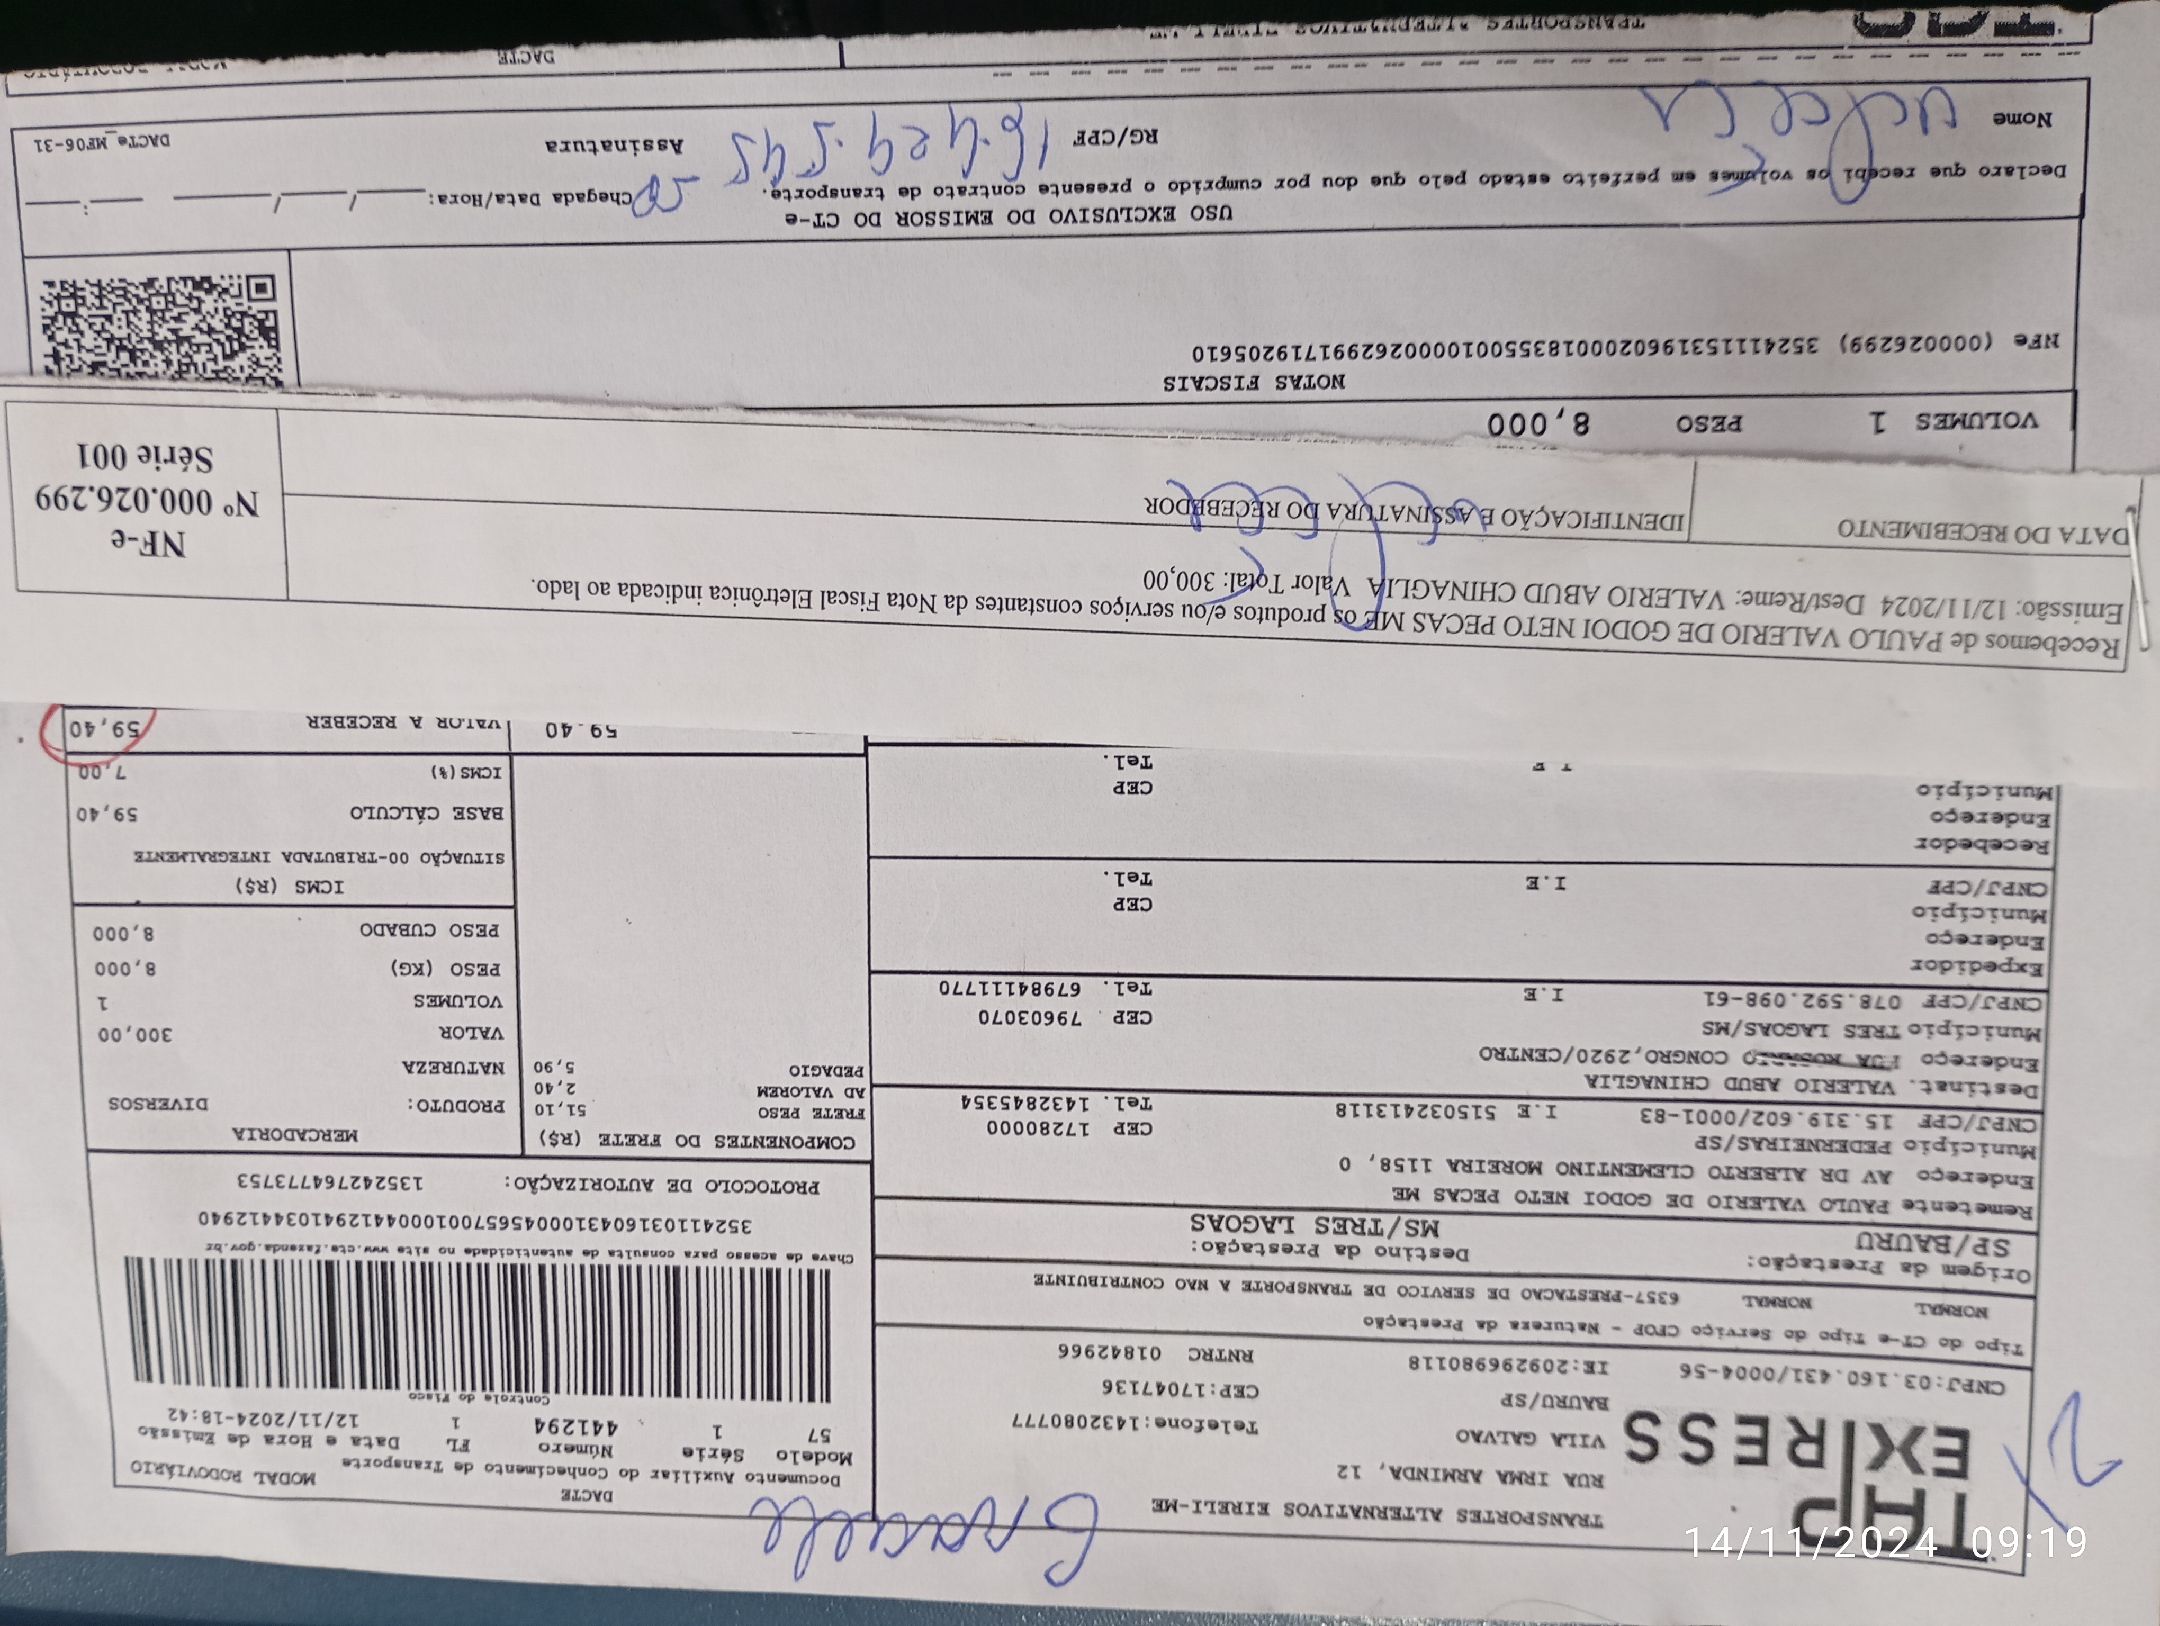 14/11/2024 09:19
TAP
EXPRESS
TRANSPORTES ALTERNATIVOS EIRELI-ME
RUA IRMA ARMINDA, 12
VILA GALVAO
BAURU/SP
Telefone:1432080777
CEP:17047136
CNPJ:03.160.431/0004-56 IE:209296980118 RNTRC 01842966
Tipo do CT-e Tipo do Serviço CFOP - Natureza da Prestação
NORMAL NORMAL 6357-PRESTACAO DE SERVICO DE TRANSPORTE A NAO CONTRIBUINTE
Origem da Prestação: Destino da Prestação:
SP/BAURU MS/TRES LAGOAS
Remetente PAULO VALERIO DE GODOI NETO PECAS ME
Endereço AV DR ALBERTO CLEMENTINO MOREIRA 1158, 0
Município PEDERNEIRAS/SP CEP 17280000
CNPJ/CPF 15.319.602/0001-83 I.E 515032413118 Tel. 1432845354
Destinat. VALERIO ABUD CHINAGLIA
Endereço CONGRO,2920/CENTRO
Município TRES LAGOAS/MS CEP 79603070
CNPJ/CPF 078.592.098-61 I.E Tel. 67984111770
Expedidor
Endereço
Município CEP
CNPJ/CPF I.E Tel.
Recebedor
Endereço
Município CEP
Tel.
DACTE MODAL RODOVIÁRIO
Documento Auxiliar do Conhecimento de Transporte
Modelo Série Número FL Data e Hora de Emissão
57 1 441294 1 12/11/2024-18:42
Controle do Fisco
Chave de acesso para consulta de autenticidade no site www.cte.fazenda.gov.br
35241103160431000456570010004412941034412940
PROTOCOLO DE AUTORIZAÇÃO: 135242764773753
COMPONENTES DO FRETE (R$)
FRETE PESO 51,10
AD VALOREM 2,40
PEDAGIO 5,90
59.40
MERCADORIA
PRODUTO: DIVERSOS
NATUREZA
VALOR 300,00
VOLUMES 1
PESO (KG) 8,000
PESO CUBADO 8,000
ICMS (R$)
SITUAÇÃO 00-TRIBUTADA INTEGRALMENTE
BASE CÁLCULO 59,40
ICMS(%) 7,00
VALOR A RECEBER 59,40
Recebemos de PAULO VALERIO DE GODOI NETO PECAS ME os produtos e/ou serviços constantes da Nota Fiscal Eletrônica indicada ao lado.
Emissão: 12/11/2024 Dest/Reme: VALERIO ABUD CHINAGLIA Valor Total: 300,00
DATA DO RECEBIMENTO IDENTIFICAÇÃO E ASSINATURA DO RECEBEDOR
NF-e
Nº 000.026.299
Série 001
VOLUMES 1 PESO 8,000
NOTAS FISCAIS
NFe (000026299) 35241115319602000183550010000262991719205610
USO EXCLUSIVO DO EMISSOR DO CT-e
Declaro que recebi os volumes em perfeito estado pelo que dou por cumprido o presente contrato de transporte. Chegada Data/Hora:
Nome RG/CPF Assinatura
DACTe_MF06-31
TRANSPORTES ALTERNATIVOS EIRELI-ME
DACTE
MODAL RODOVIÁRIO